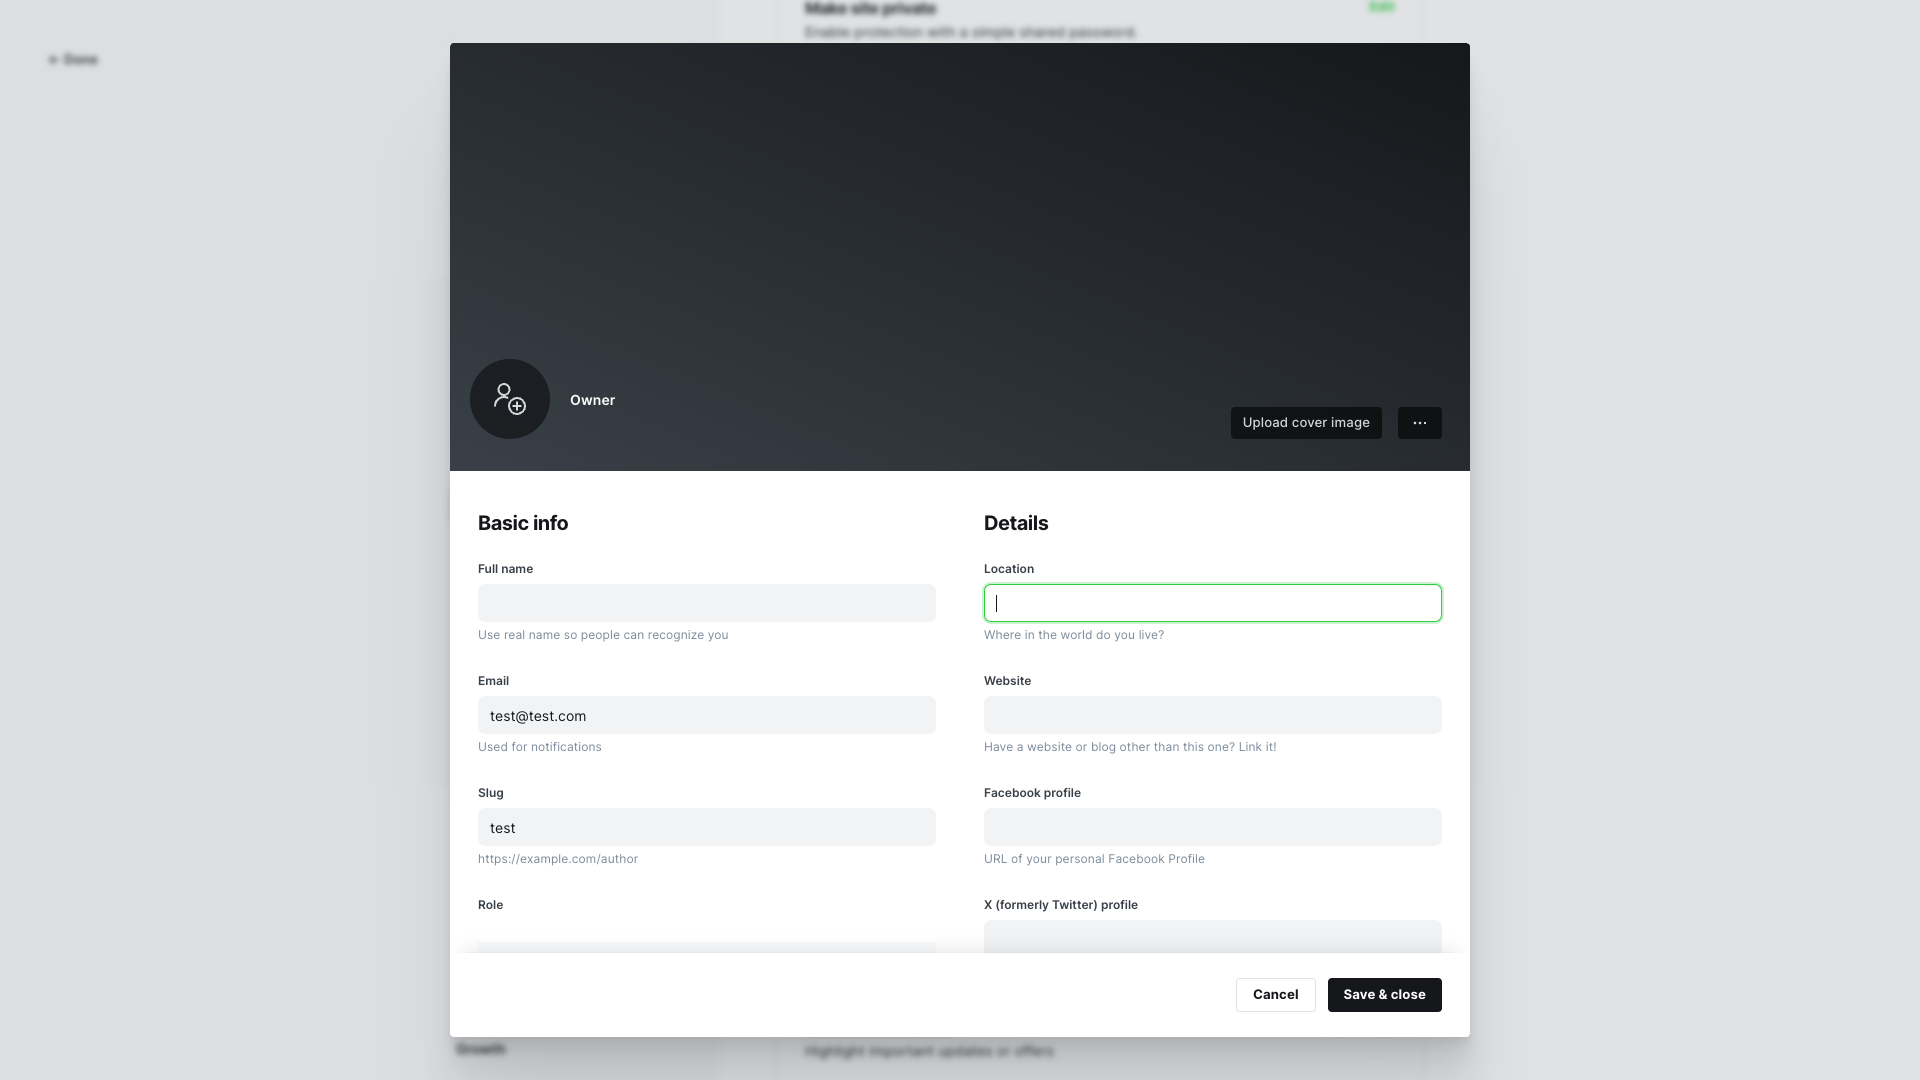 Make site private
Edit
Enable protection with a simple shared password.
← Done
Owner
Upload cover image
Basic info
Full name
Use real name so people can recognize you
Email
test@test.com
Used for notifications
Slug
test
https://example.com/author
Role
Details
Location
Where in the world do you live?
Website
Have a website or blog other than this one? Link it!
Facebook profile
URL of your personal Facebook Profile
X (formerly Twitter) profile
Cancel
Save & close
Growth
Highlight important updates or offers